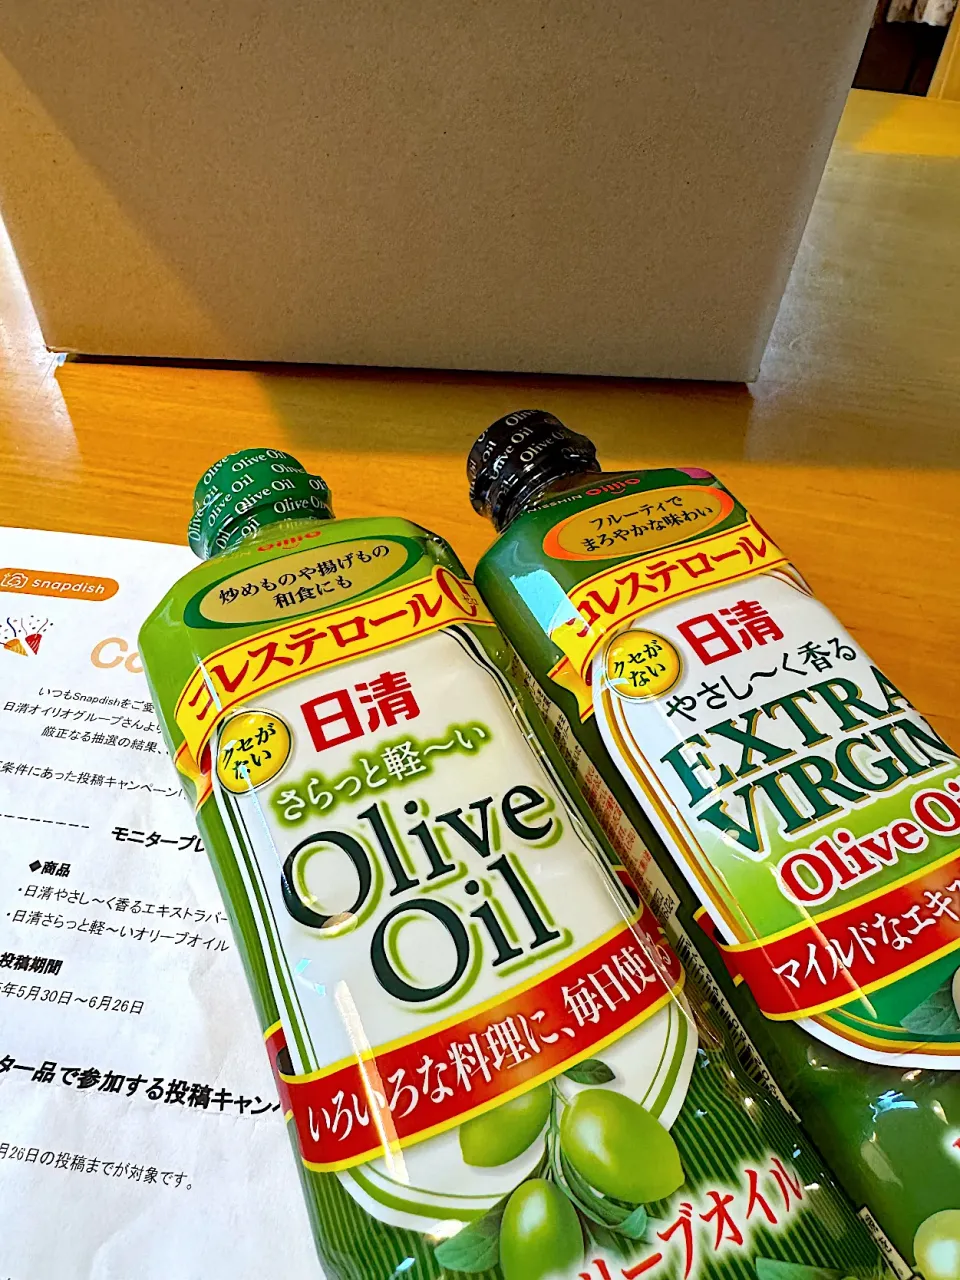 snapdish
Co
いつもSnapdishをご愛
日清オイリオグループさんより
厳正なる抽選の結果、
条件にあった投稿キャンペーン
モニタープレ
◆商品
・日清やさし〜く香るエキストラバー
・日清さらっと軽〜いオリーブオイル
投稿期間
年5月30日〜6月26日
ター品で参加する投稿キャンペ
月26日の投稿までが対象です。
Olive Oil
OilliO
炒めものや揚げもの
和食にも
コレステロール0
クセが
ない
日清
さらっと軽〜い
Olive
Oil
いろいろな料理に、毎日使える
リーブオイル
Olive Oil
NISSHIN OilliO
フルーティで
まろやかな味わい
コレステロール
クセが
ない
日清
やさし〜く香る
EXTRA
VIRGIN
Olive Oi
マイルドなエキス